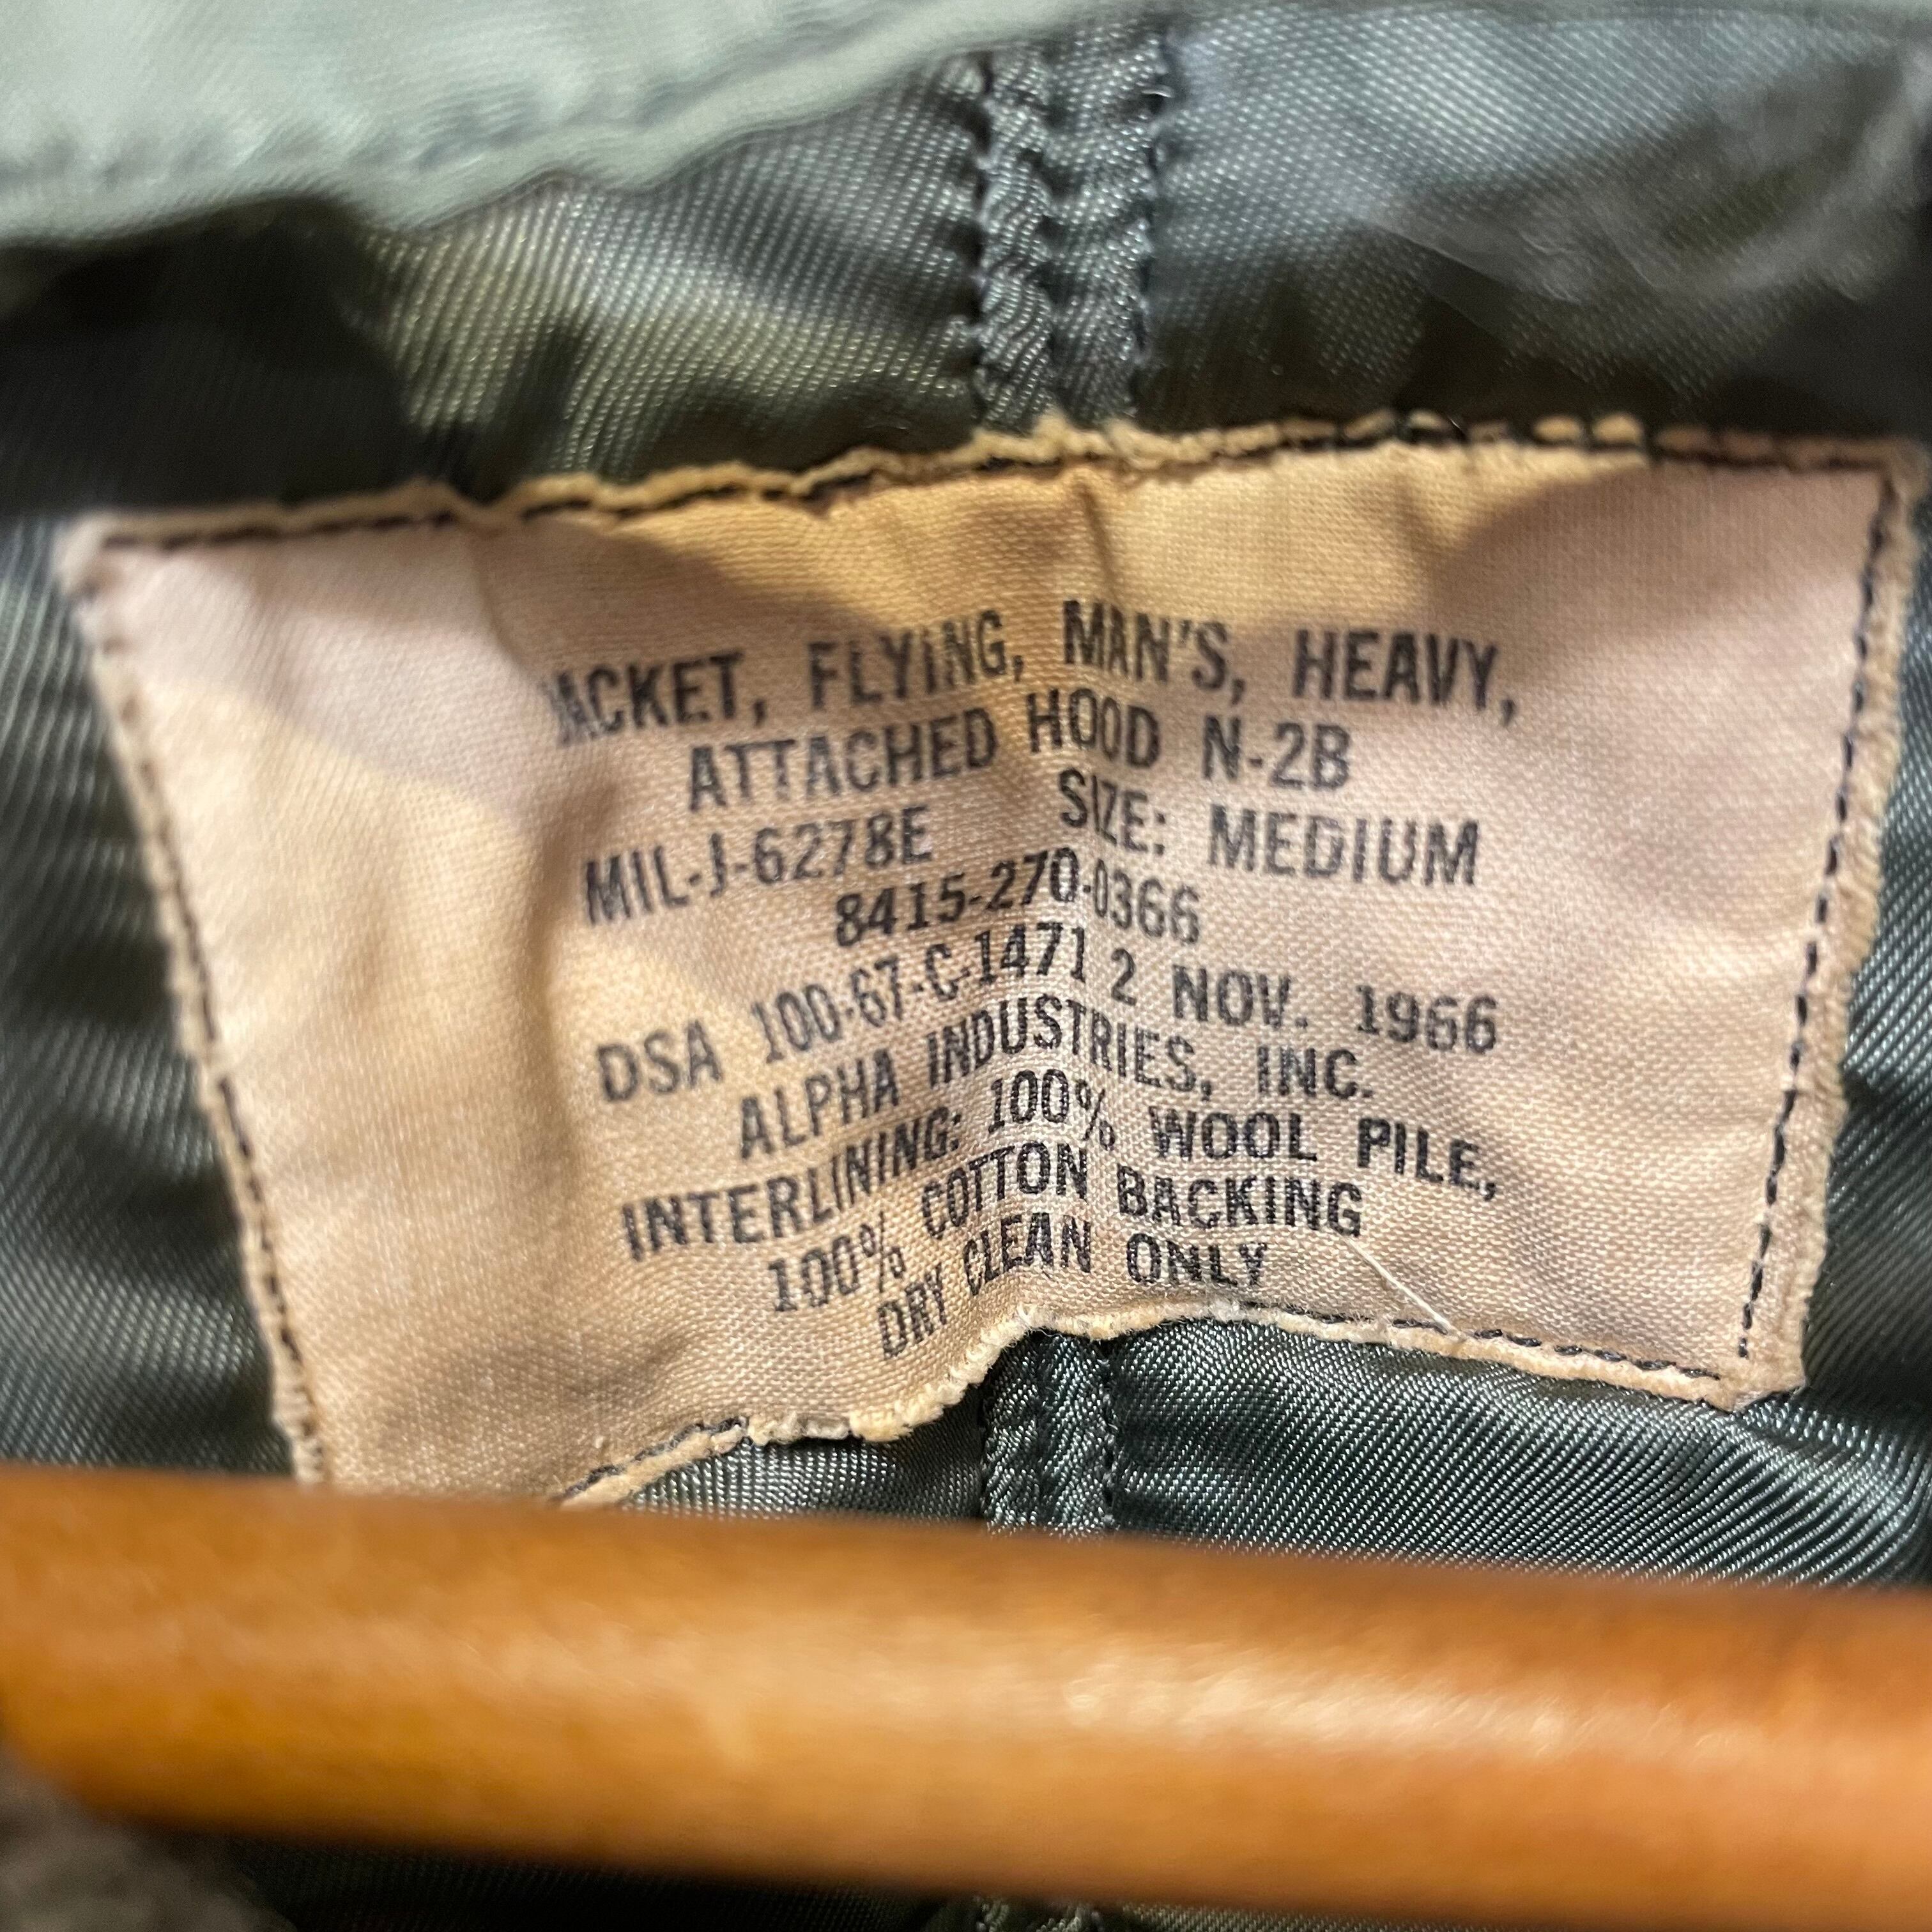 JACKET, FLYING, MAN'S, HEAVY,
ATTACHED HOOD N-2B
MIL-J-6278E SIZE: MEDIUM
8415-270-0366
DSA 100-67-C-1471 2 NOV. 1966
ALPHA INDUSTRIES, INC.
INTERLINING: 100% WOOL PILE,
100% COTTON BACKING
DRY CLEAN ONLY